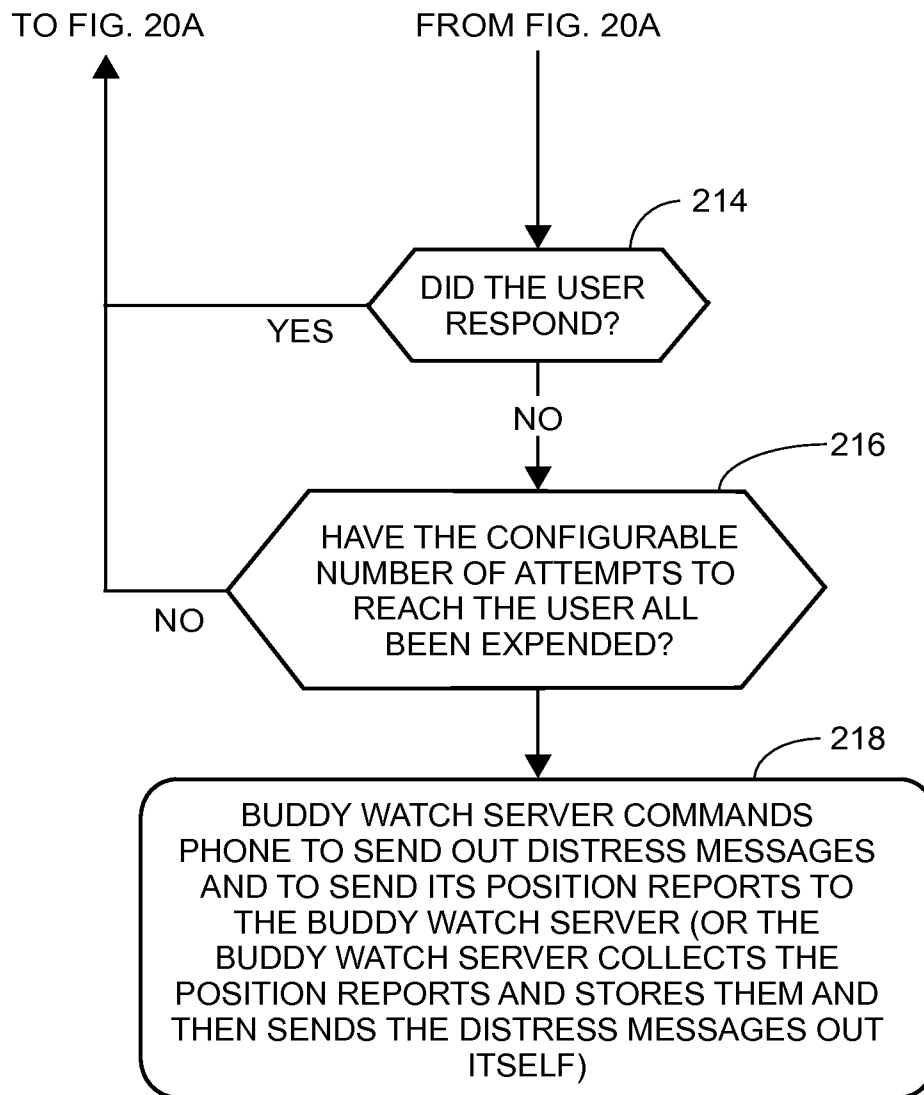 TO FIG. 20A
FROM FIG. 20A
214
DID THE USER
RESPOND?
YES
NO
216
HAVE THE CONFIGURABLE
NUMBER OF ATTEMPTS TO
REACH THE USER ALL
BEEN EXPENDED?
NO
218
BUDDY WATCH SERVER COMMANDS
PHONE TO SEND OUT DISTRESS MESSAGES
AND TO SEND ITS POSITION REPORTS TO
THE BUDDY WATCH SERVER (OR THE
BUDDY WATCH SERVER COLLECTS THE
POSITION REPORTS AND STORES THEM AND
THEN SENDS THE DISTRESS MESSAGES OUT
ITSELF)